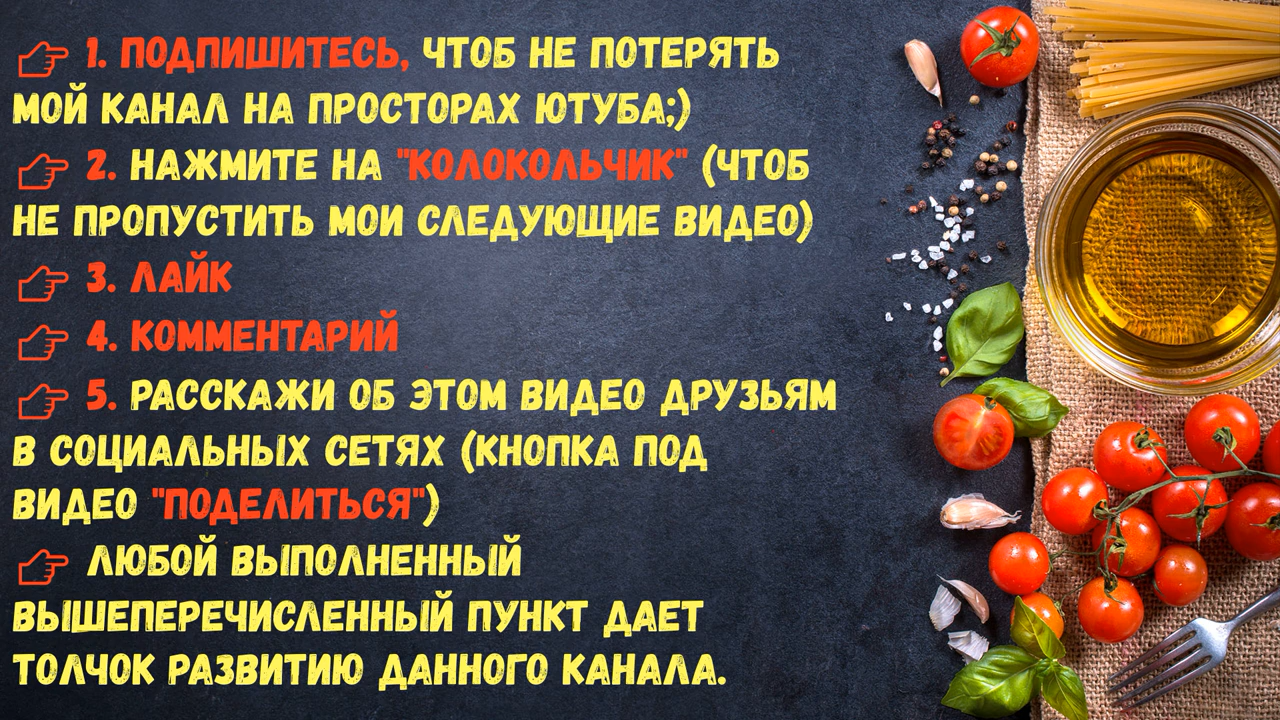 👉 1. ПОДПИШИТЕСЬ, ЧТОБ НЕ ПОТЕРЯТЬ
МОЙ КАНАЛ НА ПРОСТОРАХ ЮТУБА;)
👉 2. НАЖМИТЕ НА "КОЛОКОЛЬЧИК" (ЧТОБ
НЕ ПРОПУСТИТЬ МОИ СЛЕДУЮЩИЕ ВИДЕО)
👉 3. ЛАЙК
👉 4. КОММЕНТАРИЙ
👉 5. РАССКАЖИ ОБ ЭТОМ ВИДЕО ДРУЗЬЯМ
В СОЦИАЛЬНЫХ СЕТЯХ (КНОПКА ПОД
ВИДЕО "ПОДЕЛИТЬСЯ")
👉 ЛЮБОЙ ВЫПОЛНЕННЫЙ
ВЫШЕПЕРЕЧИСЛЕННЫЙ ПУНКТ ДАЕТ
ТОЛЧОК РАЗВИТИЮ ДАННОГО КАНАЛА.